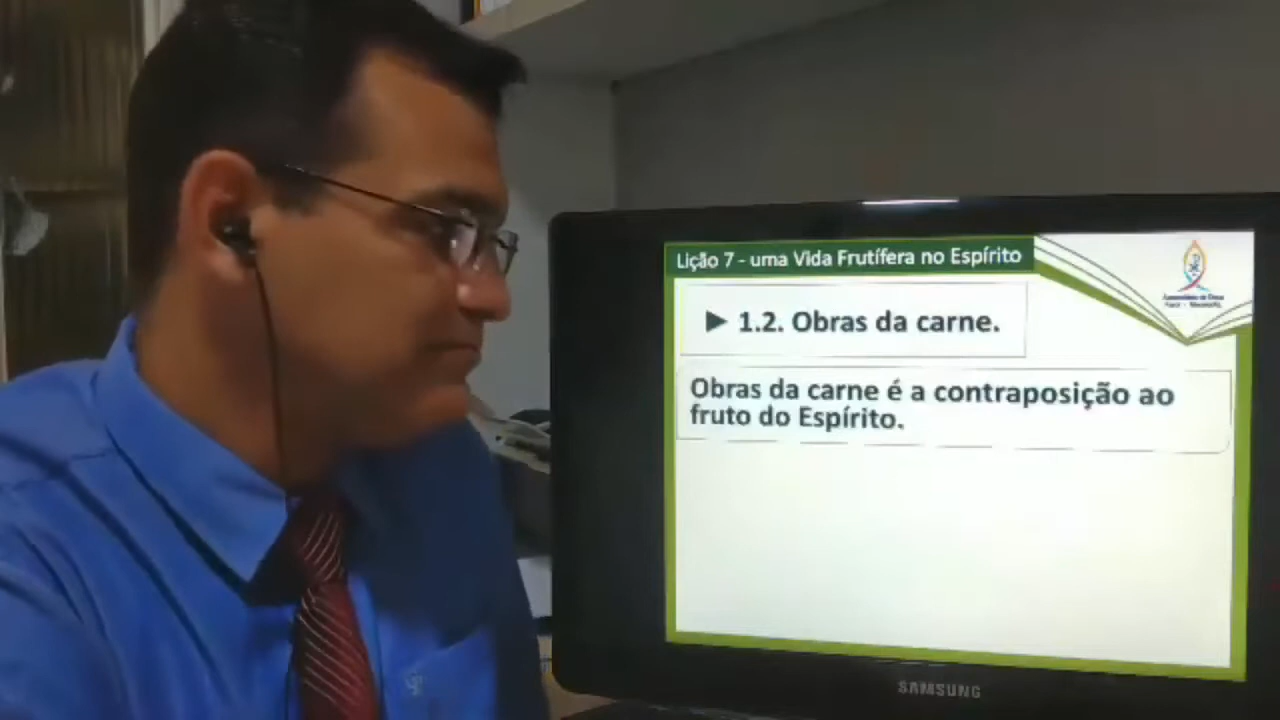 Lição 7 - uma Vida Frutífera no Espírito
1.2. Obras da carne.
Obras da carne é a contraposição ao
fruto do Espírito.
SAMSUNG